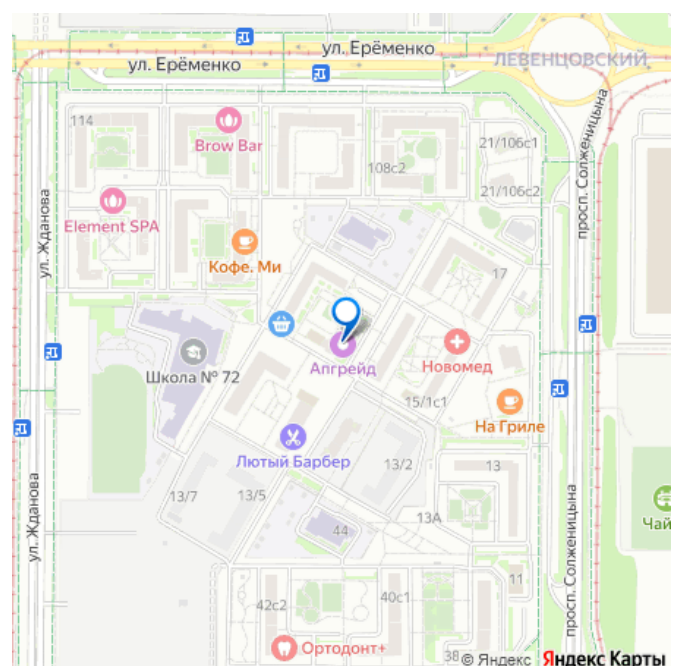 ул. Ерёменко
ул. Ерёменко
ЛЕВЕНЦОВСКИЙ
114
Brow Bar
108с2
21/106с1
21/106с2
просп. Солженицына
ул. Жданова
Element SPA
Кофе. Ми
17
Школа № 72
Апгрейд
Новомед
15/1с1
На Гриле
Лютый Барбер
13/2
13
13/7
13/5
13А
Чай
44
ул. Жданова
просп. Солженицына
11
42с2
40с1
Ортодонт+
38
© Яндекс
Яндекс Карты